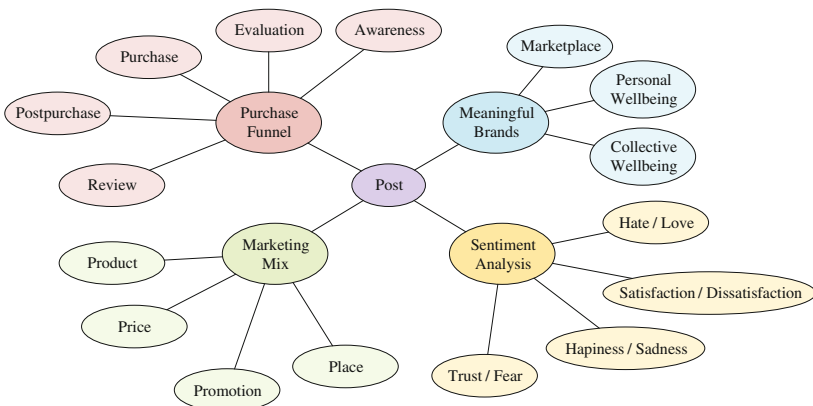 Evaluation
Awareness
Purchase
Postpurchase
Purchase
Funnel
Review
Marketplace
Meaningful
Brands
Personal
Wellbeing
Collective
Wellbeing
Post
Marketing
Mix
Product
Price
Promotion
Place
Sentiment
Analysis
Hate / Love
Satisfaction / Dissatisfaction
Hapiness / Sadness
Trust / Fear